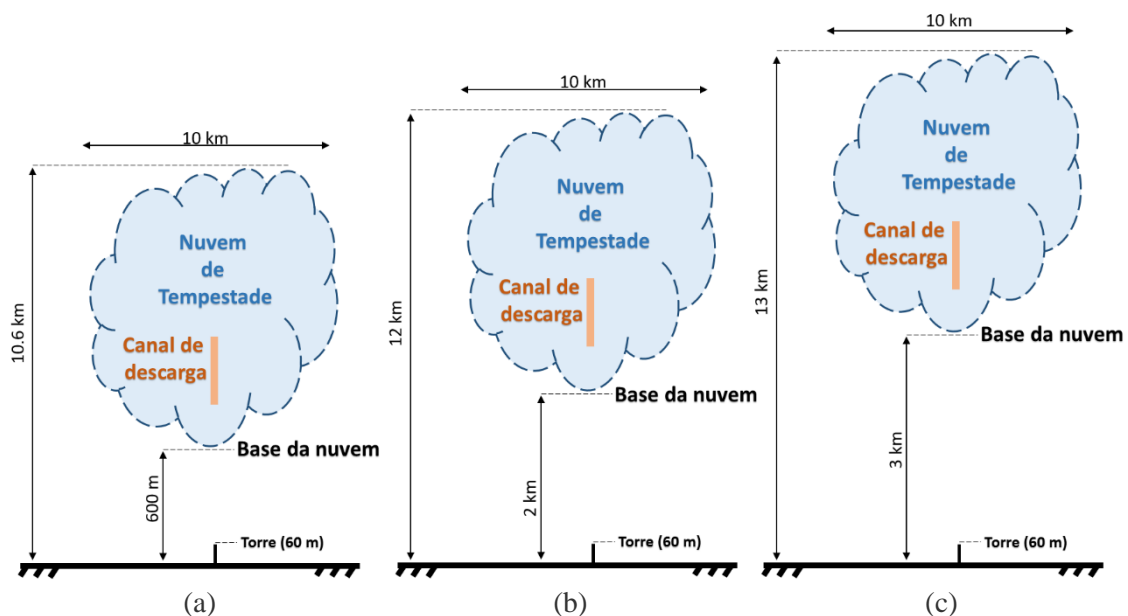 10 km
10.6 km
Nuvem
de
Tempestade
Canal de
descarga
Base da nuvem
600 m
Torre (60 m)
(a)
10 km
12 km
Nuvem
de
Tempestade
Canal de
descarga
Base da nuvem
2 km
Torre (60 m)
(b)
10 km
13 km
Nuvem
de
Tempestade
Canal de
descarga
Base da nuvem
3 km
Torre (60 m)
(c)